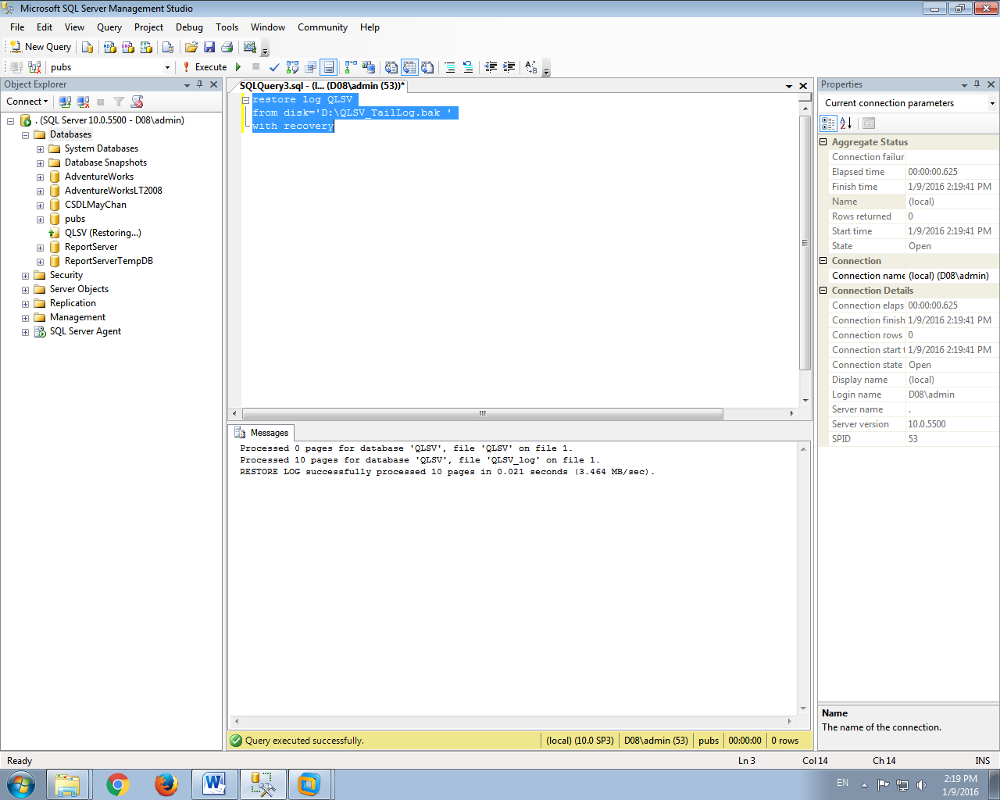 Microsoft SQL Server Management Studio
File Edit View Query Project Debug Tools Window Community Help
New Query
pubs Execute
Object Explorer
Connect
. (SQL Server 10.0.5500 - D08\admin)
Databases
System Databases
Database Snapshots
AdventureWorks
AdventureWorksLT2008
CSDLMayChan
pubs
QLSV (Restoring...)
ReportServer
ReportServerTempDB
Security
Server Objects
Replication
Management
SQL Server Agent
SQLQuery3.sql - (l... (D08\admin (53))*
restore log QLSV
from disk='D:\QLSV_TailLog.bak '
with recovery
Messages
Processed 0 pages for database 'QLSV', file 'QLSV' on file 1.
Processed 10 pages for database 'QLSV', file 'QLSV_log' on file 1.
RESTORE LOG successfully processed 10 pages in 0.021 seconds (3.464 MB/sec).
Query executed successfully. (local) (10.0 SP3) D08\admin (53) pubs 00:00:00 0 rows
Properties
Current connection parameters
Aggregate Status
Connection failur
Elapsed time 00:00:00.625
Finish time 1/9/2016 2:19:41 PM
Name (local)
Rows returned 0
Start time 1/9/2016 2:19:41 PM
State Open
Connection
Connection name (local) (D08\admin)
Connection Details
Connection elaps 00:00:00.625
Connection finish 1/9/2016 2:19:41 PM
Connection rows 0
Connection start t 1/9/2016 2:19:41 PM
Connection state Open
Display name (local)
Login name D08\admin
Server name .
Server version 10.0.5500
SPID 53
Name
The name of the connection.
Ready Ln 3 Col 14 Ch 14 INS
EN 2:19 PM
1/9/2016